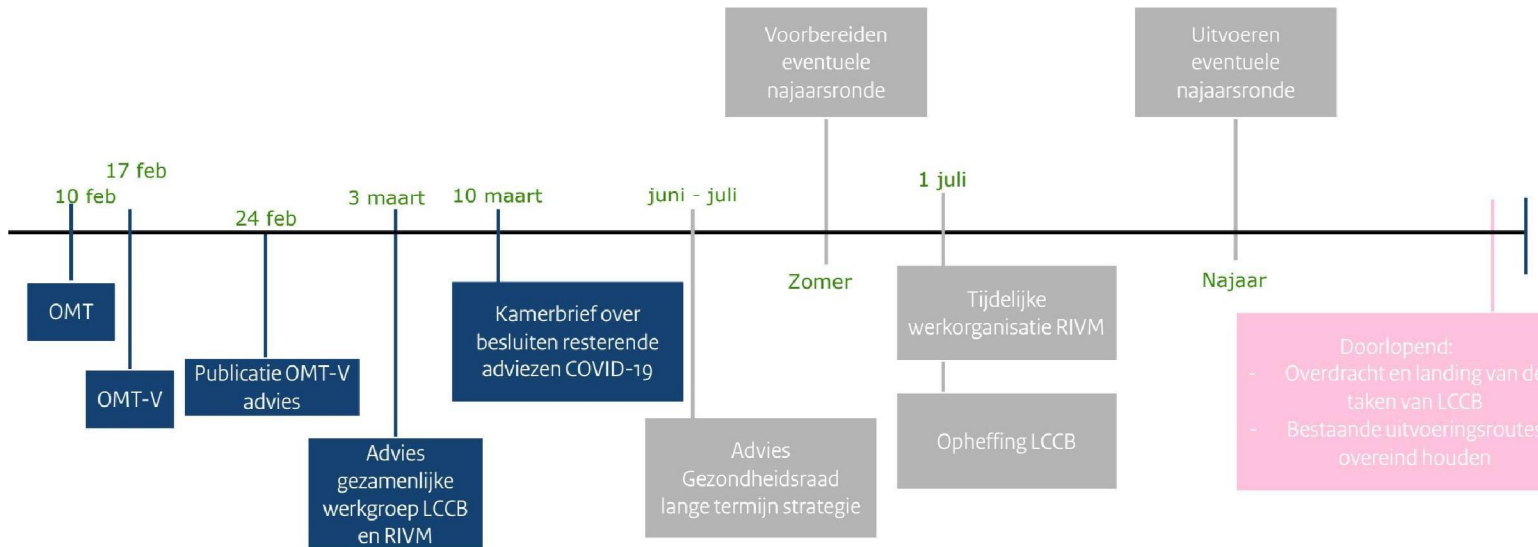 Voorbereiden
eventuele
najaarsronde
Uitvoeren
eventuele
najaarsronde
10 feb
17 feb
24 feb
3 maart
10 maart
juni - juli
1 juli
Zomer
Najaar
OMT
OMT-V
Publicatie OMT-V
advies
Advies
gezamenlijke
werkgroep LCCB
en RIVM
Kamerbrief over
besluiten resterende
adviezen COVID-19
Advies
Gezondheidsraad
lange termijn strategie
Tijdelijke
werkorganisatie RIVM
Opheffing LCCB
Doorlopend:
- Overdracht en landing van de
taken van LCCB
- Bestaande uitvoeringsroutes
overeind houden